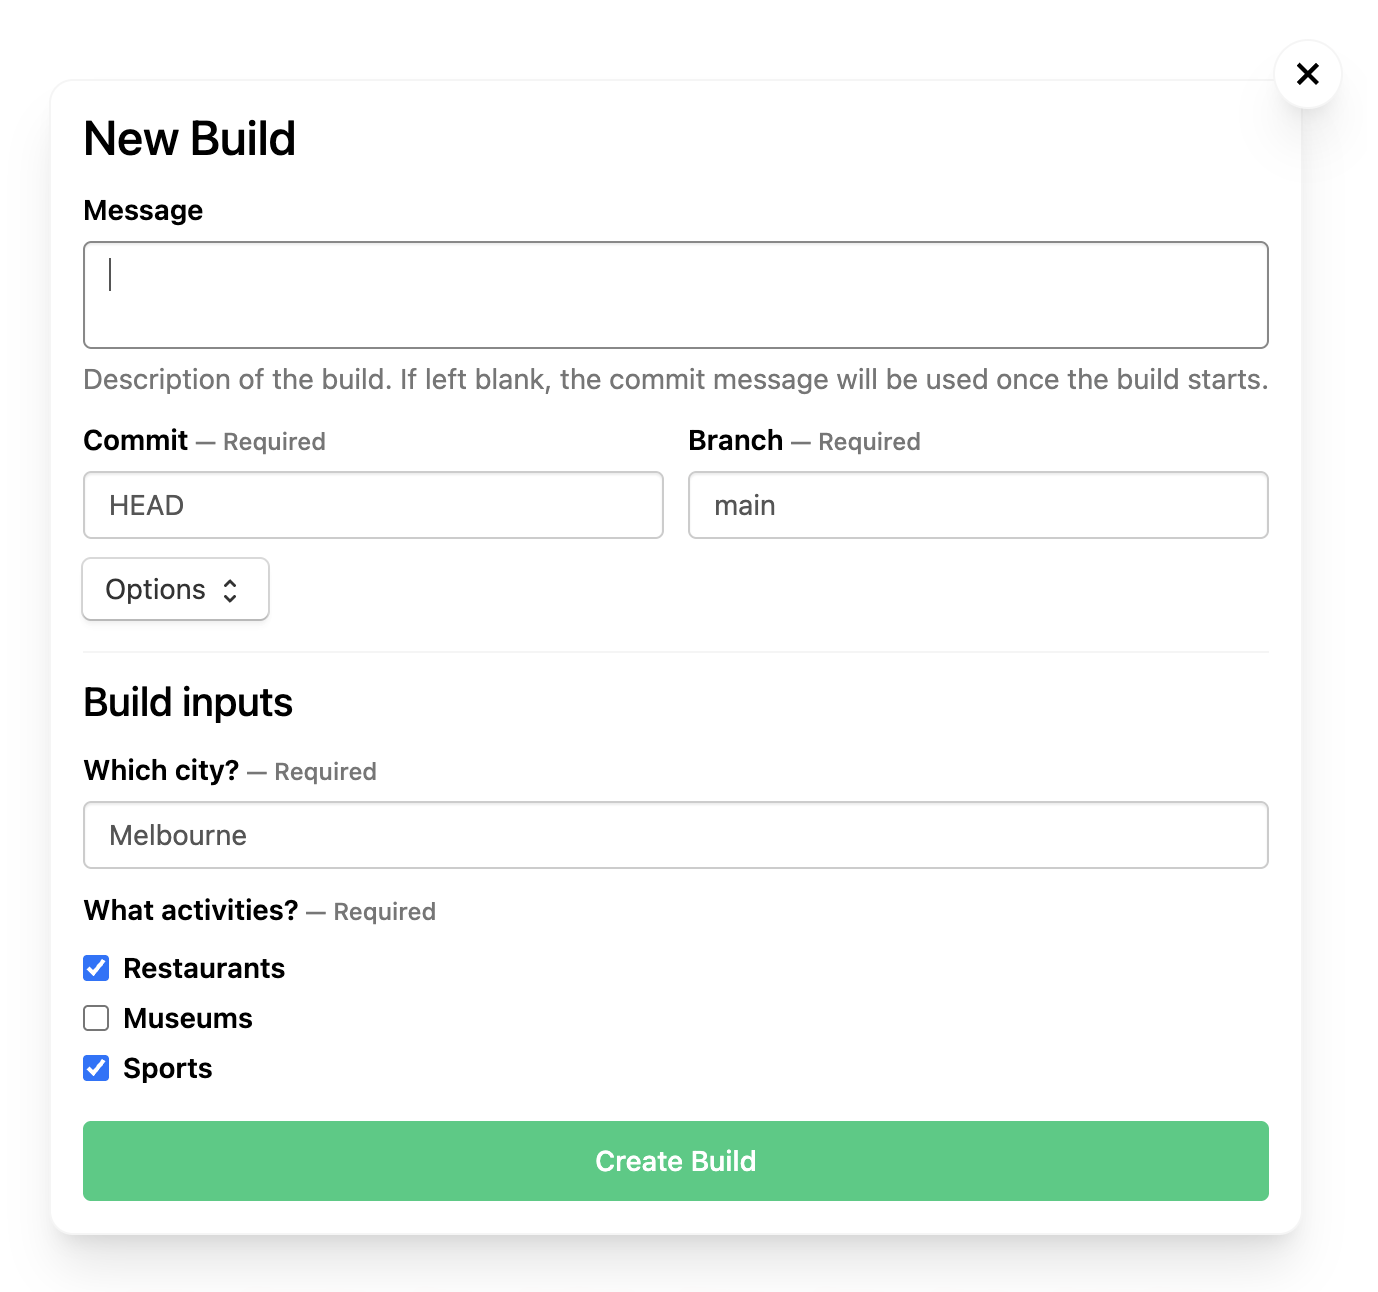 New Build
Message
Description of the build. If left blank, the commit message will be used once the build starts.
Commit — Required
Branch — Required
HEAD
main
Options
Build inputs
Which city? — Required
Melbourne
What activities? — Required
Restaurants
Museums
Sports
Create Build